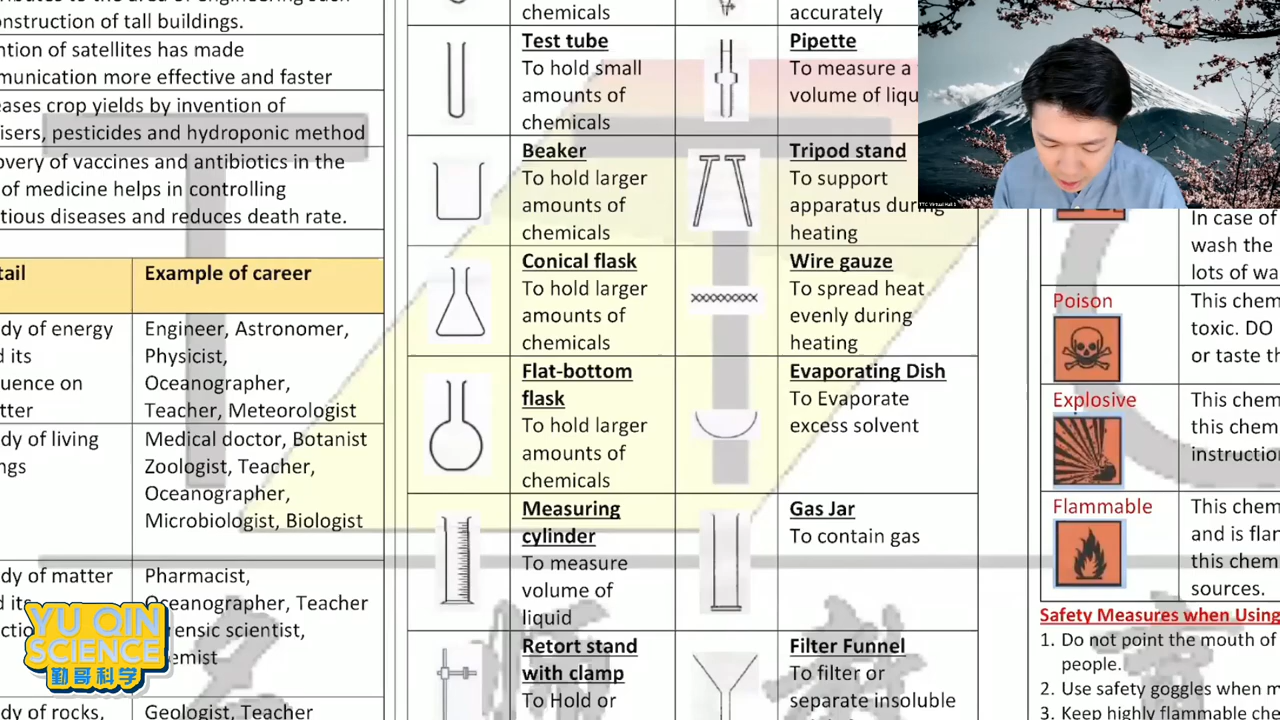 onstruction of tall buildings.
ntion of satellites has made
munication more effective and faster
eases crop yields by invention of
isers, pesticides and hydroponic method
overy of vaccines and antibiotics in the
of medicine helps in controlling
tious diseases and reduces death rate.
tail
Example of career
dy of energy
d its
uence on
tter
Engineer, Astronomer,
Physicist,
Oceanographer,
Teacher, Meteorologist
dy of living
ngs
Medical doctor, Botanist
Zoologist, Teacher,
Oceanographer,
Microbiologist, Biologist
dy of matter
d its
ctio
Pharmacist,
Oceanographer, Teacher
rensic scientist,
emist
dy of rocks,
Geologist, Teacher
YU QIN
SCIENCE
勤哥科学
chemicals
accurately
Test tube
To hold small
amounts of
chemicals
Pipette
To measure a
volume of liqu
Beaker
To hold larger
amounts of
chemicals
Tripod stand
To support
apparatus during
heating
Conical flask
To hold larger
amounts of
chemicals
Wire gauze
To spread heat
evenly during
heating
Flat-bottom
flask
To hold larger
amounts of
chemicals
Evaporating Dish
To Evaporate
excess solvent
Measuring
cylinder
To measure
volume of
liquid
Gas Jar
To contain gas
Retort stand
with clamp
To Hold or
Filter Funnel
To filter or
separate insoluble
In case of
wash the
lots of wa
Poison
This chem
toxic. DO
or taste th
Explosive
This chem
this chem
instruction
Flammable
This chem
and is flar
this chem
sources.
Safety Measures when Using
1. Do not point the mouth of
people.
2. Use safety goggles when m
3. Keep highly flammable che